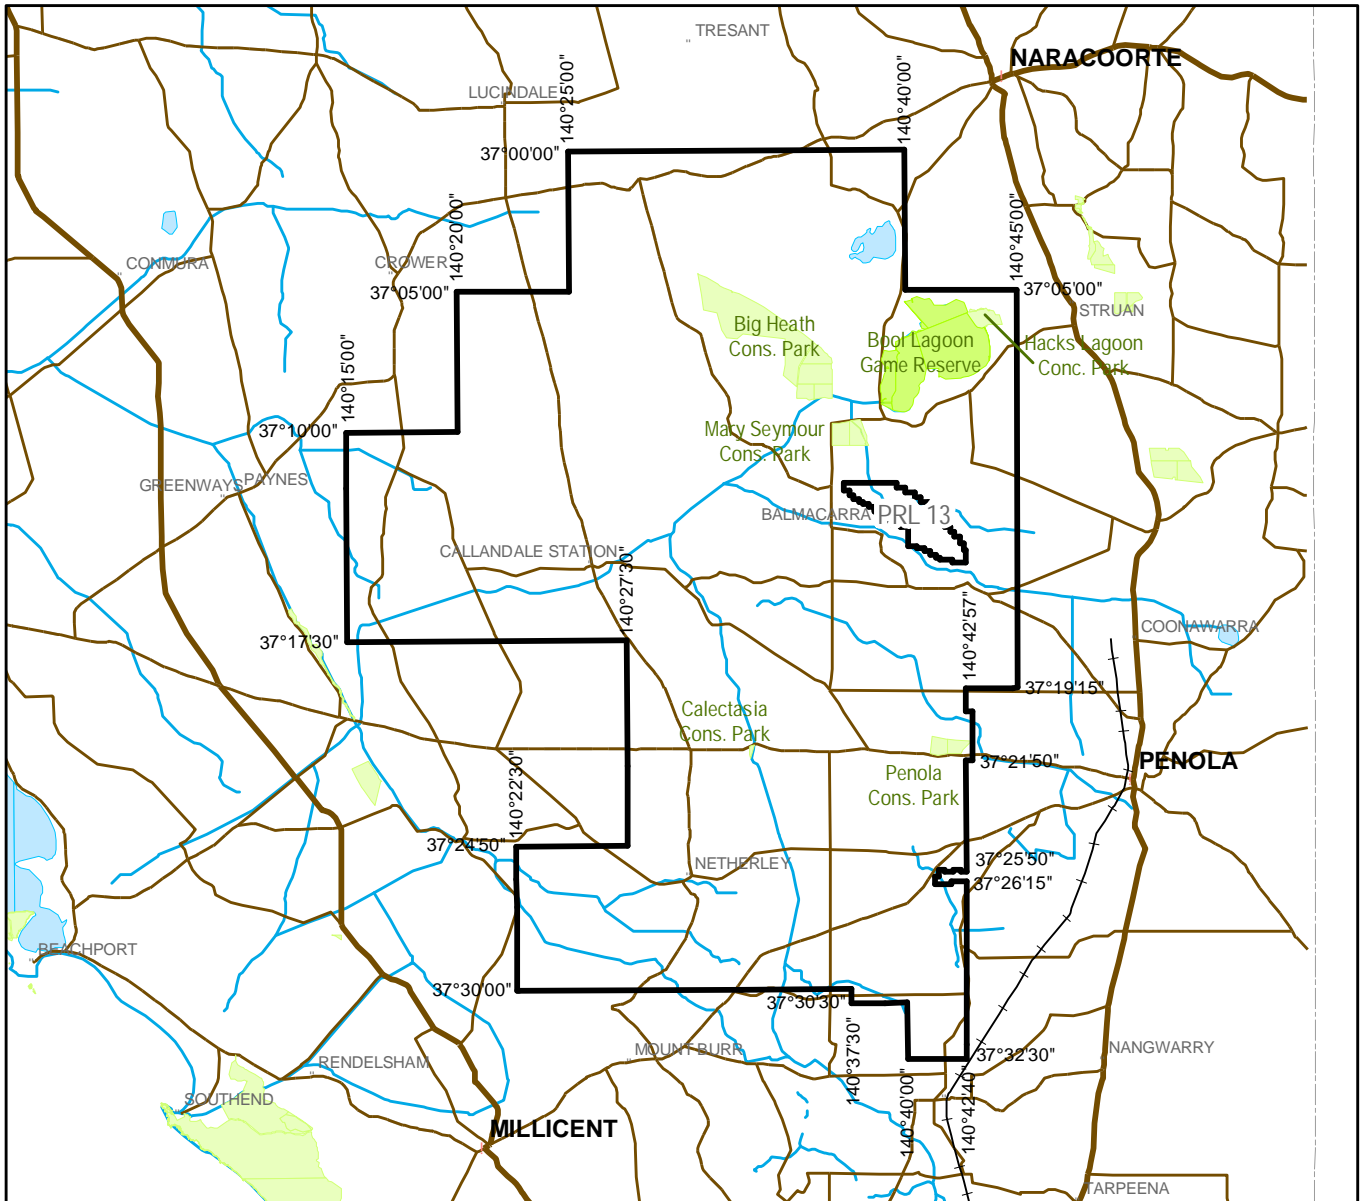 TRESANT
NARACOORTE
LUCINDALE
140°25'00"
140°40'00"
37°00'00"
140°20'00"
140°45'00"
CONMURA
CROWER
37°05'00"
37°05'00"
STRUAN
Big Heath
Cons. Park
Bool Lagoon
Game Reserve
Hacks Lagoon
Conc. Park
140°15'00"
37°10'00"
Mary Seymour
Cons. Park
GREENWAYS
PAYNES
BALMACARRA
PRL 13
CALLANDALE STATION
140°27'30"
140°42'57"
COONAWARRA
37°17'30"
37°19'15"
Calectasia
Cons. Park
37°21'50"
PENOLA
Penola
Cons. Park
140°22'30"
37°24'50"
NETHERLEY
37°25'50"
37°26'15"
BEACHPORT
37°30'00"
37°30'30"
140°37'30"
140°40'00"
140°42'40"
MOUNT BURR
37°32'30"
NANGWARRY
RENDELSHAM
SOUTHEND
MILLICENT
TARPEENA